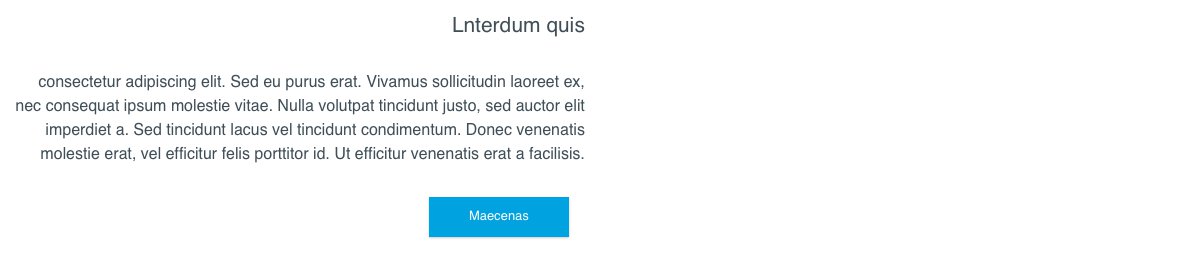 Lnterdum quis
consectetur adipiscing elit. Sed eu purus erat. Vivamus sollicitudin laoreet ex,
nec consequat ipsum molestie vitae. Nulla volutpat tincidunt justo, sed auctor elit
imperdiet a. Sed tincidunt lacus vel tincidunt condimentum. Donec venenatis
molestie erat, vel efficitur felis porttitor id. Ut efficitur venenatis erat a facilisis.
Maecenas